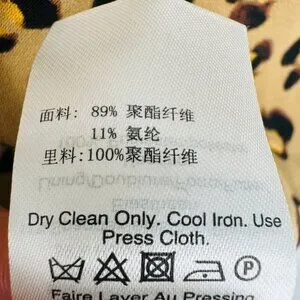 面料: 89% 聚酯纤维
11% 氨纶
里料:100%聚酯纤维
Dry Clean Only. Cool Iron. Use
Press Cloth.
P
Faire Laver Au Pressing